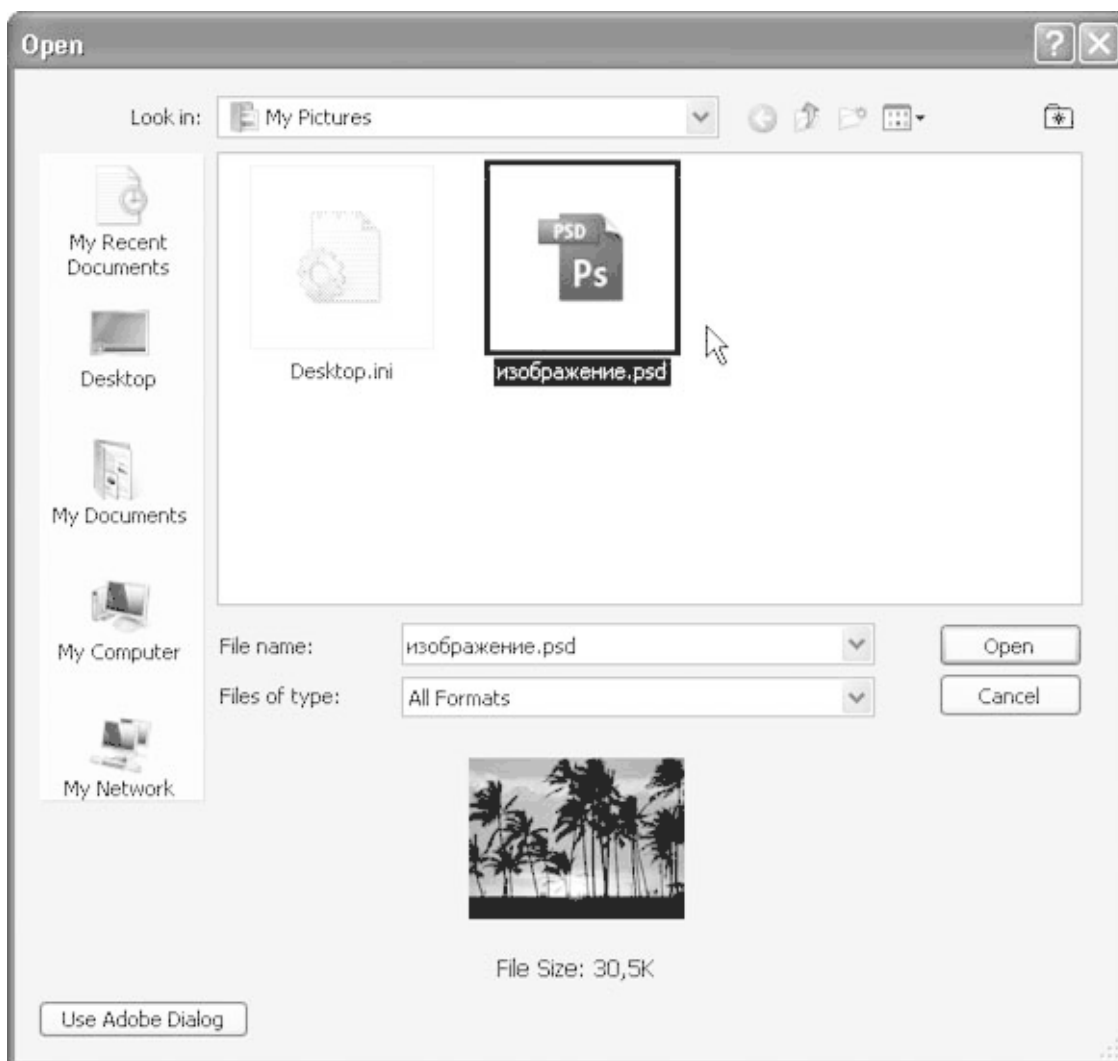 Open
Look in: My Pictures
My Recent
Documents
Desktop
My Documents
My Computer
My Network
PSD
Ps
Desktop.ini
изображение.psd
File name: изображение.psd
Open
Files of type: All Formats
Cancel
File Size: 30,5K
Use Adobe Dialog